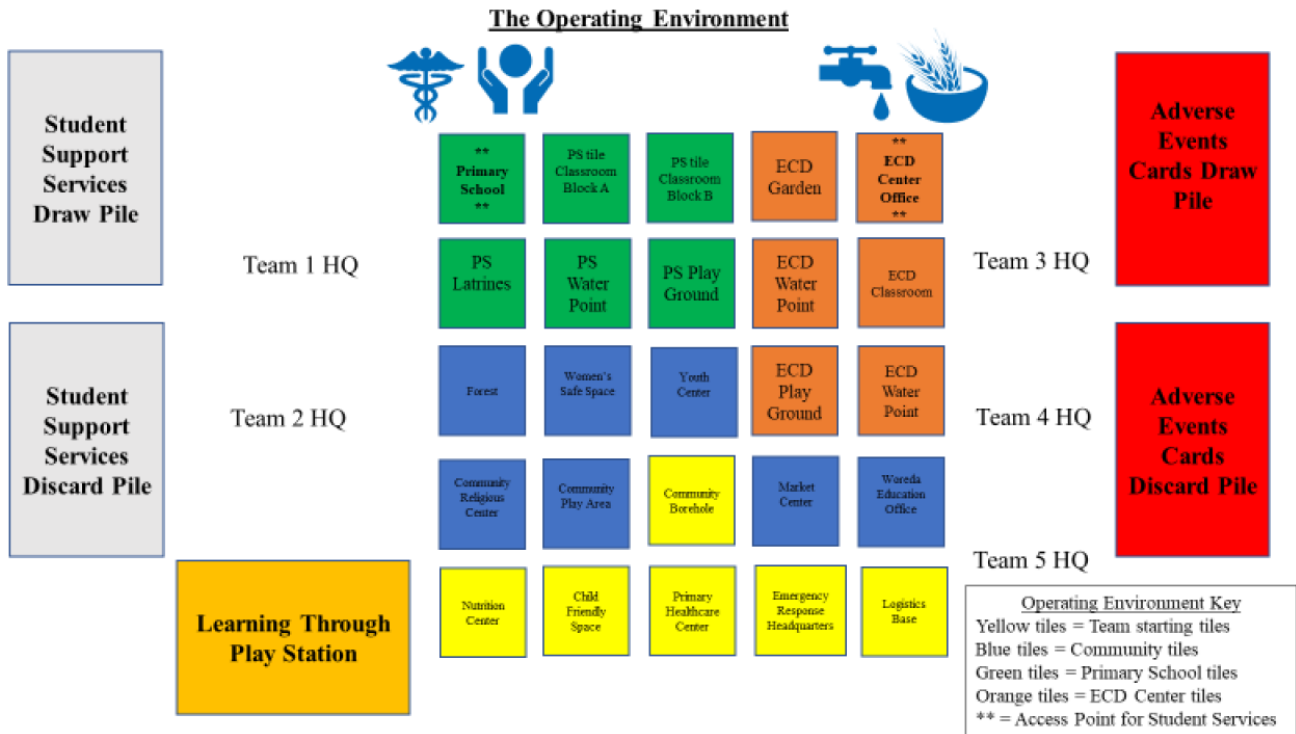 The Operating Environment
Student
Support
Services
Draw Pile
Team 1 HQ
Student
Support
Services
Discard Pile
Team 2 HQ
Learning Through
Play Station
**
Primary
School
**
PS tile
Classroom
Block A
PS tile
Classroom
Block B
ECD
Garden
**
ECD
Center
Office
**
PS
Latrines
PS
Water
Point
PS Play
Ground
ECD
Water
Point
ECD
Classroom
Forest
Women's
Safe Space
Youth
Center
ECD
Play
Ground
ECD
Water
Point
Community
Religious
Center
Community
Play Area
Community
Borehole
Market
Center
Woreda
Education
Office
Nutrition
Center
Child
Friendly
Space
Primary
Healthcare
Center
Emergency
Response
Headquarters
Logistics
Base
Team 3 HQ
Team 4 HQ
Team 5 HQ
Adverse
Events
Cards Draw
Pile
Adverse
Events
Cards
Discard Pile
Operating Environment Key
Yellow tiles = Team starting tiles
Blue tiles = Community tiles
Green tiles = Primary School tiles
Orange tiles = ECD Center tiles
** = Access Point for Student Services